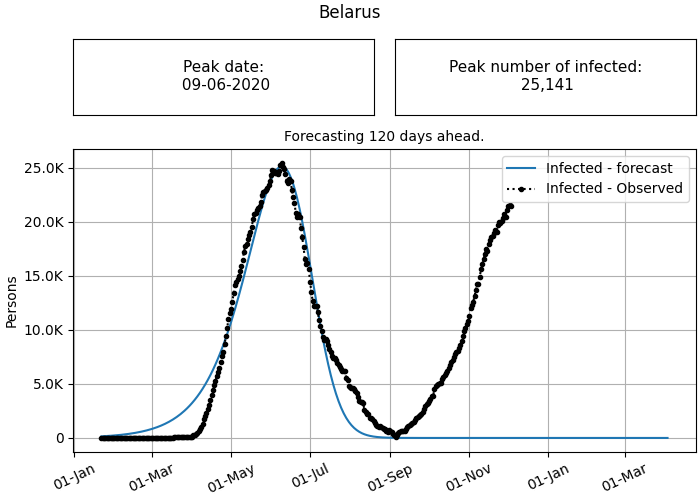 Belarus
Peak date:
09-06-2020
Peak number of infected:
25,141
Forecasting 120 days ahead.
Infected - forecast
Infected - Observed
Persons
25.0K
20.0K
15.0K
10.0K
5.0K
0
01-Jan
01-Mar
01-May
01-Jul
01-Sep
01-Nov
01-Jan
01-Mar